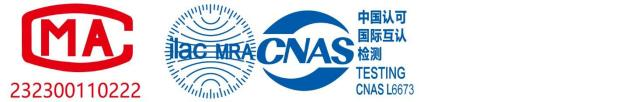 MA
232300110222
ilac-MRA
CNAS
中国认可
国际互认
检测
TESTING
CNAS L6673